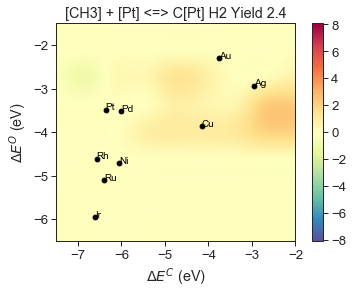 [CH3] + [Pt] <=> C[Pt] H2 Yield 2.4
ΔE^O (eV)
−2
−3
−4
−5
−6
Au
Ag
Pt
Pd
Cu
Rh
Ni
Ru
Ir
−7
−6
−5
−4
−3
−2
ΔE^C (eV)
8
6
4
2
0
−2
−4
−6
−8